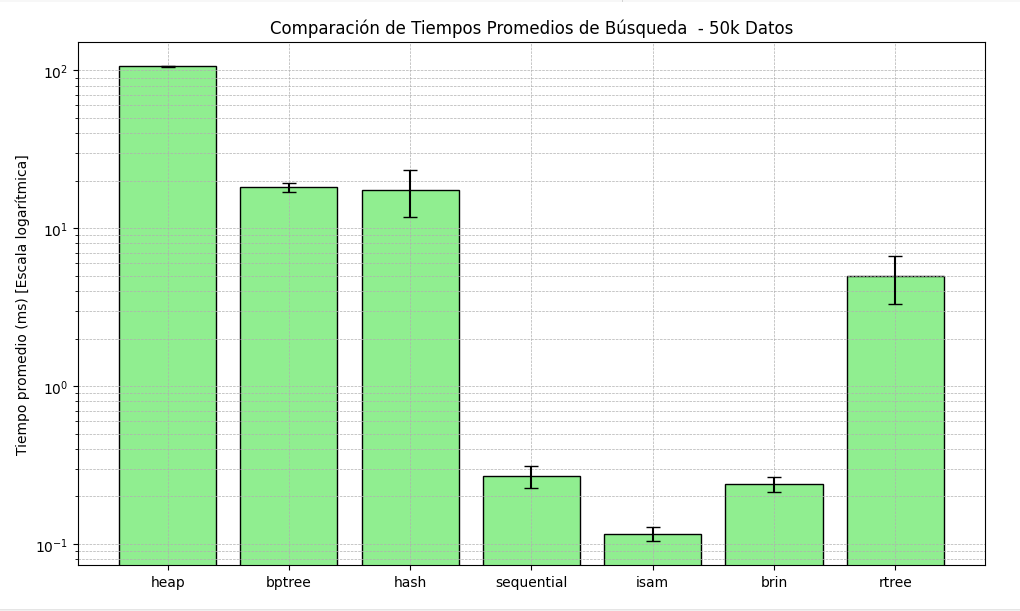 Comparación de Tiempos Promedios de Búsqueda  - 50k Datos
Tiempo promedio (ms) [Escala logarítmica]
10²
10¹
10⁰
10⁻¹
heap bptree hash sequential isam brin rtree